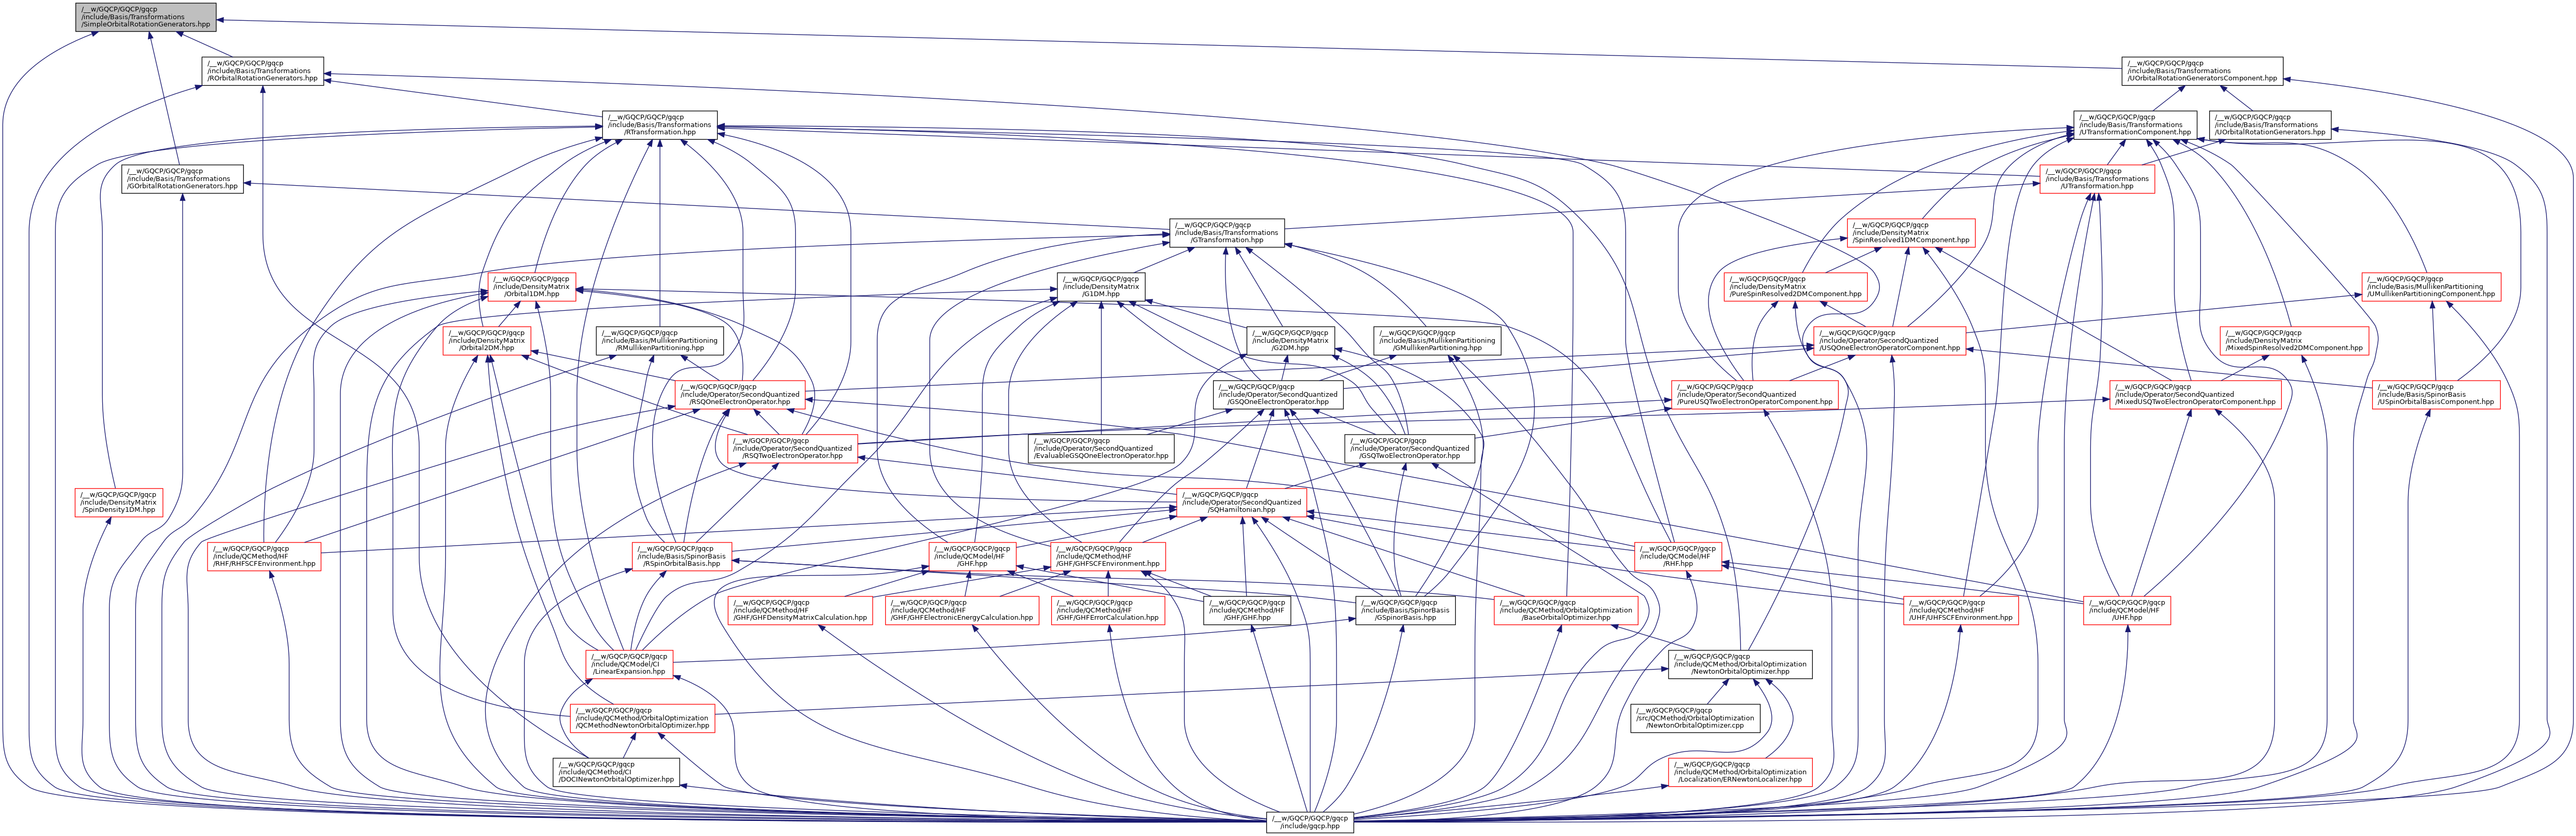 /__w/GQCP/GQCP/gqcp
/include/Basis/Transformations
/SimpleOrbitalRotationGenerators.hpp
/__w/GQCP/GQCP/gqcp
/include/Basis/Transformations
/ROrbitalRotationGenerators.hpp
/__w/GQCP/GQCP/gqcp
/include/Basis/Transformations
/UOrbitalRotationGeneratorsComponent.hpp
/__w/GQCP/GQCP/gqcp
/include/Basis/Transformations
/RTransformation.hpp
/__w/GQCP/GQCP/gqcp
/include/Basis/Transformations
/UTransformationComponent.hpp
/__w/GQCP/GQCP/gqcp
/include/Basis/Transformations
/UOrbitalRotationGenerators.hpp
/__w/GQCP/GQCP/gqcp
/include/Basis/Transformations
/GOrbitalRotationGenerators.hpp
/__w/GQCP/GQCP/gqcp
/include/Basis/Transformations
/UTransformation.hpp
/__w/GQCP/GQCP/gqcp
/include/Basis/Transformations
/GTransformation.hpp
/__w/GQCP/GQCP/gqcp
/include/DensityMatrix
/SpinResolved1DMComponent.hpp
/__w/GQCP/GQCP/gqcp
/include/DensityMatrix
/Orbital1DM.hpp
/__w/GQCP/GQCP/gqcp
/include/DensityMatrix
/G1DM.hpp
/__w/GQCP/GQCP/gqcp
/include/DensityMatrix
/PureSpinResolved2DMComponent.hpp
/__w/GQCP/GQCP/gqcp
/include/Basis/MullikenPartitioning
/UMullikenPartitioningComponent.hpp
/__w/GQCP/GQCP/gqcp
/include/DensityMatrix
/Orbital2DM.hpp
/__w/GQCP/GQCP/gqcp
/include/Basis/MullikenPartitioning
/RMullikenPartitioning.hpp
/__w/GQCP/GQCP/gqcp
/include/DensityMatrix
/G2DM.hpp
/__w/GQCP/GQCP/gqcp
/include/Basis/MullikenPartitioning
/GMullikenPartitioning.hpp
/__w/GQCP/GQCP/gqcp
/include/Operator/SecondQuantized
/USQOneElectronOperatorComponent.hpp
/__w/GQCP/GQCP/gqcp
/include/DensityMatrix
/MixedSpinResolved2DMComponent.hpp
/__w/GQCP/GQCP/gqcp
/include/Operator/SecondQuantized
/RSQOneElectronOperator.hpp
/__w/GQCP/GQCP/gqcp
/include/Operator/SecondQuantized
/GSQOneElectronOperator.hpp
/__w/GQCP/GQCP/gqcp
/include/Operator/SecondQuantized
/PureUSQTwoElectronOperatorComponent.hpp
/__w/GQCP/GQCP/gqcp
/include/Operator/SecondQuantized
/MixedUSQTwoElectronOperatorComponent.hpp
/__w/GQCP/GQCP/gqcp
/include/Basis/SpinorBasis
/USpinOrbitalBasisComponent.hpp
/__w/GQCP/GQCP/gqcp
/include/Operator/SecondQuantized
/RSQTwoElectronOperator.hpp
/__w/GQCP/GQCP/gqcp
/include/Operator/SecondQuantized
/EvaluableGSQOneElectronOperator.hpp
/__w/GQCP/GQCP/gqcp
/include/Operator/SecondQuantized
/GSQTwoElectronOperator.hpp
/__w/GQCP/GQCP/gqcp
/include/DensityMatrix
/SpinDensity1DM.hpp
/__w/GQCP/GQCP/gqcp
/include/Operator/SecondQuantized
/SQHamiltonian.hpp
/__w/GQCP/GQCP/gqcp
/include/QCMethod/HF
/RHF/RHFSCFEnvironment.hpp
/__w/GQCP/GQCP/gqcp
/include/Basis/SpinorBasis
/RSpinOrbitalBasis.hpp
/__w/GQCP/GQCP/gqcp
/include/QCModel/HF
/GHF.hpp
/__w/GQCP/GQCP/gqcp
/include/QCMethod/HF
/GHF/GHFSCFEnvironment.hpp
/__w/GQCP/GQCP/gqcp
/include/QCModel/HF
/RHF.hpp
/__w/GQCP/GQCP/gqcp
/include/QCMethod/HF
/GHF/GHFDensityMatrixCalculation.hpp
/__w/GQCP/GQCP/gqcp
/include/QCMethod/HF
/GHF/GHFElectronicEnergyCalculation.hpp
/__w/GQCP/GQCP/gqcp
/include/QCMethod/HF
/GHF/GHFErrorCalculation.hpp
/__w/GQCP/GQCP/gqcp
/include/QCMethod/HF
/GHF/GHF.hpp
/__w/GQCP/GQCP/gqcp
/include/Basis/SpinorBasis
/GSpinorBasis.hpp
/__w/GQCP/GQCP/gqcp
/include/QCMethod/OrbitalOptimization
/BaseOrbitalOptimizer.hpp
/__w/GQCP/GQCP/gqcp
/include/QCMethod/HF
/UHF/UHFSCFEnvironment.hpp
/__w/GQCP/GQCP/gqcp
/include/QCModel/HF
/UHF.hpp
/__w/GQCP/GQCP/gqcp
/include/QCModel/CI
/LinearExpansion.hpp
/__w/GQCP/GQCP/gqcp
/include/QCMethod/OrbitalOptimization
/NewtonOrbitalOptimizer.hpp
/__w/GQCP/GQCP/gqcp
/include/QCMethod/OrbitalOptimization
/QCMethodNewtonOrbitalOptimizer.hpp
/__w/GQCP/GQCP/gqcp
/src/QCMethod/OrbitalOptimization
/NewtonOrbitalOptimizer.cpp
/__w/GQCP/GQCP/gqcp
/include/QCMethod/CI
/DOCINewtonOrbitalOptimizer.hpp
/__w/GQCP/GQCP/gqcp
/include/QCMethod/OrbitalOptimization
/Localization/ERNewtonLocalizer.hpp
/__w/GQCP/GQCP/gqcp
/include/gqcp.hpp